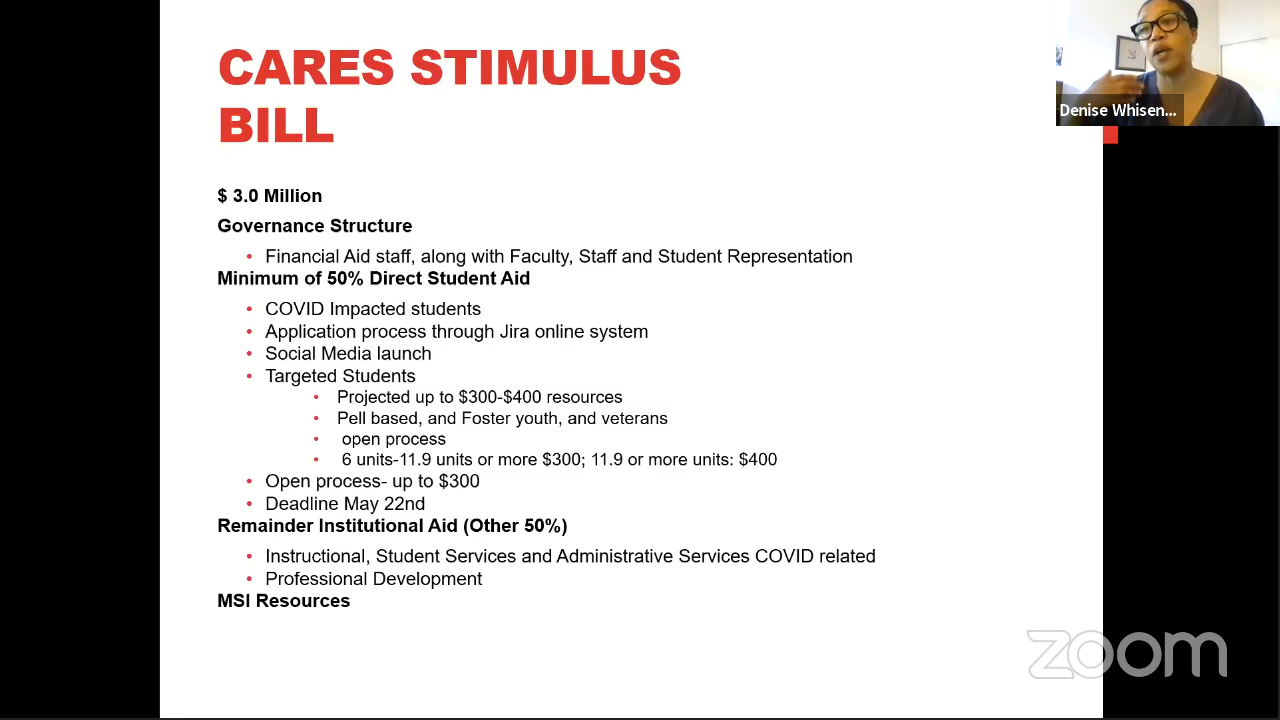 CARES STIMULUS
BILL
Denise Whisen...
$ 3.0 Million
Governance Structure
• Financial Aid staff, along with Faculty, Staff and Student Representation
Minimum of 50% Direct Student Aid
• COVID Impacted students
• Application process through Jira online system
• Social Media launch
• Targeted Students
• Projected up to $300-$400 resources
• Pell based, and Foster youth, and veterans
• open process
• 6 units-11.9 units or more $300; 11.9 or more units: $400
• Open process- up to $300
• Deadline May 22nd
Remainder Institutional Aid (Other 50%)
• Instructional, Student Services and Administrative Services COVID related
• Professional Development
MSI Resources
zoom